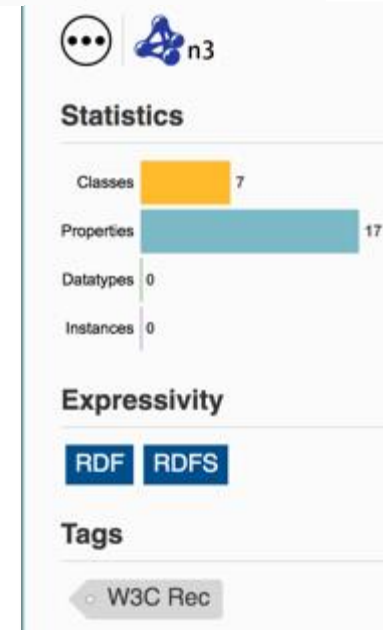 n3
Statistics
Classes 7
Properties 17
Datatypes 0
Instances 0
Expressivity
RDF RDFS
Tags
W3C Rec